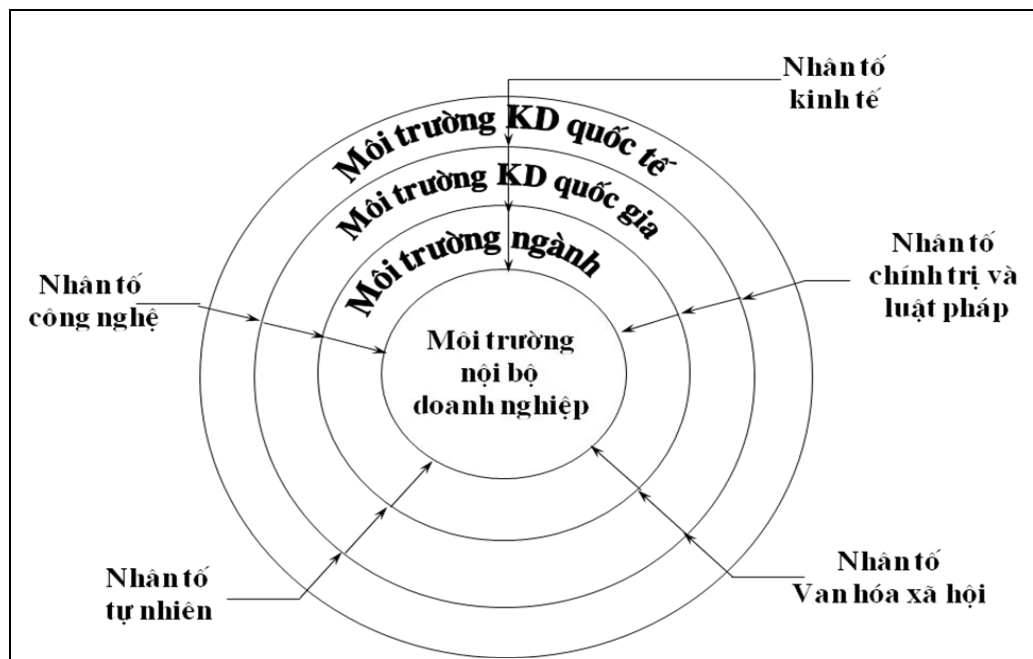 Nhân tố
kinh tế
Môi trường KD quốc tế
Môi trường KD quốc gia
Môi trường ngành
Nhân tố
chính trị và
luật pháp
Nhân tố
công nghệ
Môi trường
nội bộ
doanh nghiệp
Nhân tố
tự nhiên
Nhân tố
Van hóa xã hội